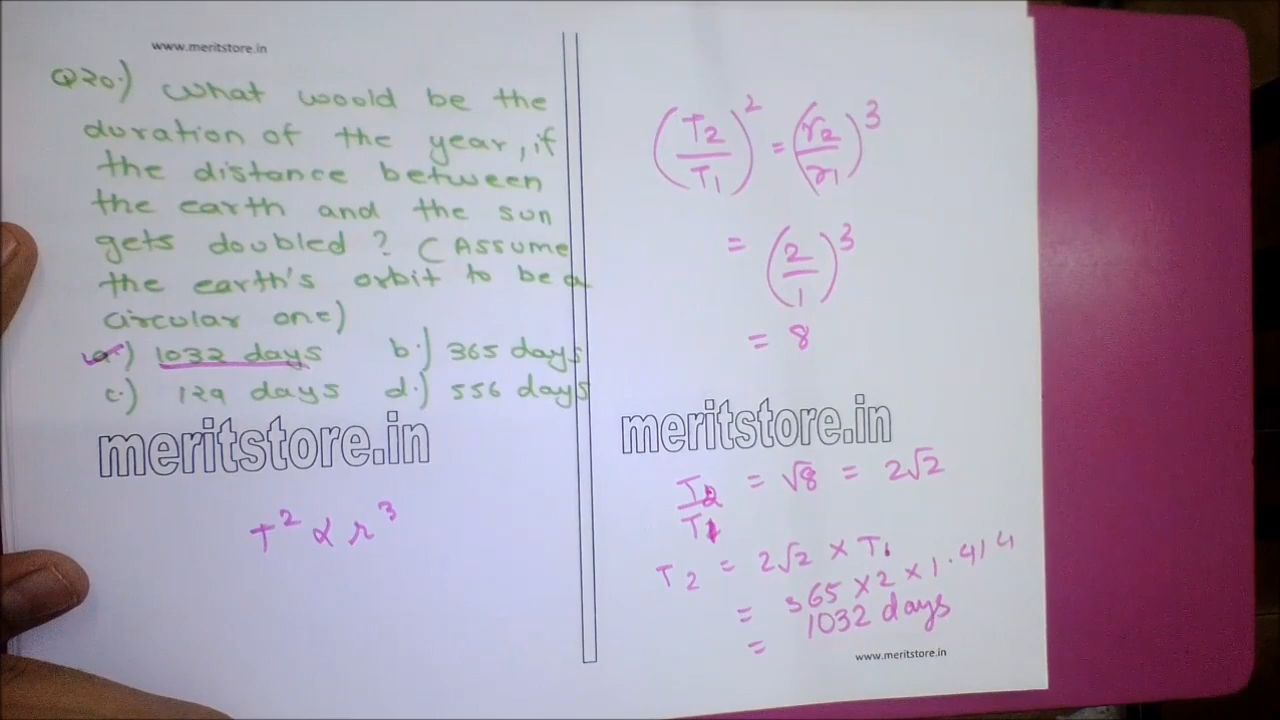 www.meritstore.in
Q20.) What would be the
duration of the year, if
the distance between
the earth and the sun
gets doubled ? (Assume
the earth's orbit to be a
circular one)
a.) 1032 days b.) 365 days
c.) 129 days d.) 556 days
meritstore.in
T² ∝ r³
(T₂/T₁)² = (r₂/r₁)³
= (2/1)³
= 8
meritstore.in
T₂/T₁ = √8 = 2√2
T₂ = 2√2 × T₁
= 365 × 2 × 1.414
= 1032 days
www.meritstore.in